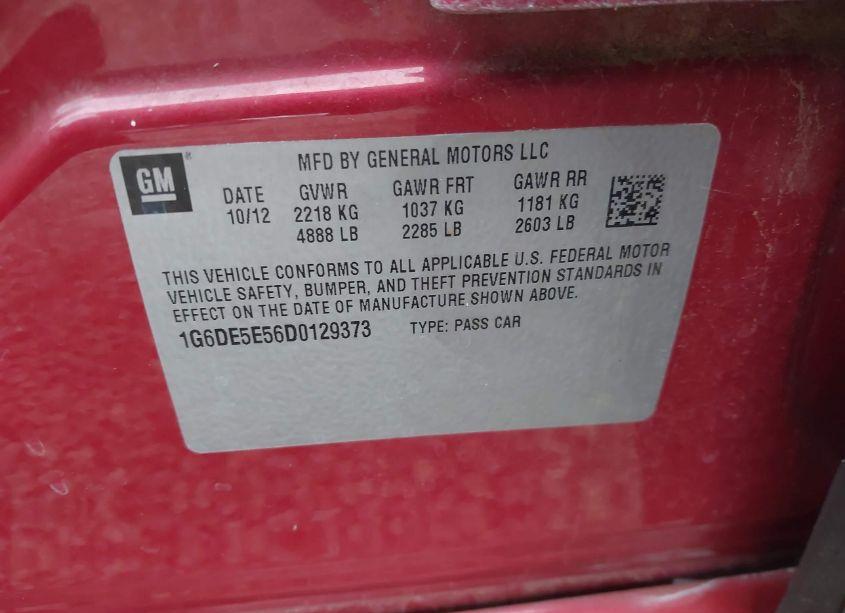 GM
MFD BY GENERAL MOTORS LLC
DATE GVWR GAWR FRT GAWR RR
10/12 2218 KG 1037 KG 1181 KG
4888 LB 2285 LB 2603 LB
THIS VEHICLE CONFORMS TO ALL APPLICABLE U.S. FEDERAL MOTOR
VEHICLE SAFETY, BUMPER, AND THEFT PREVENTION STANDARDS IN
EFFECT ON THE DATE OF MANUFACTURE SHOWN ABOVE.
1G6DE5E56D0129373 TYPE: PASS CAR